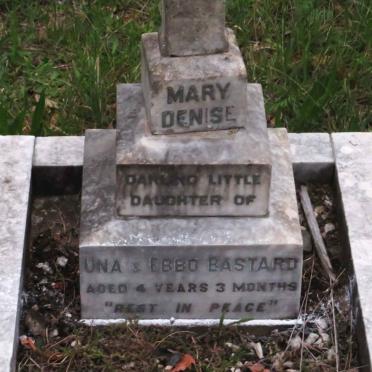 MARY
DENISE
DARLING LITTLE
DAUGHTER OF
UNA & EBBO BASTARD
AGED 4 YEARS 3 MONTHS
"REST IN PEACE"